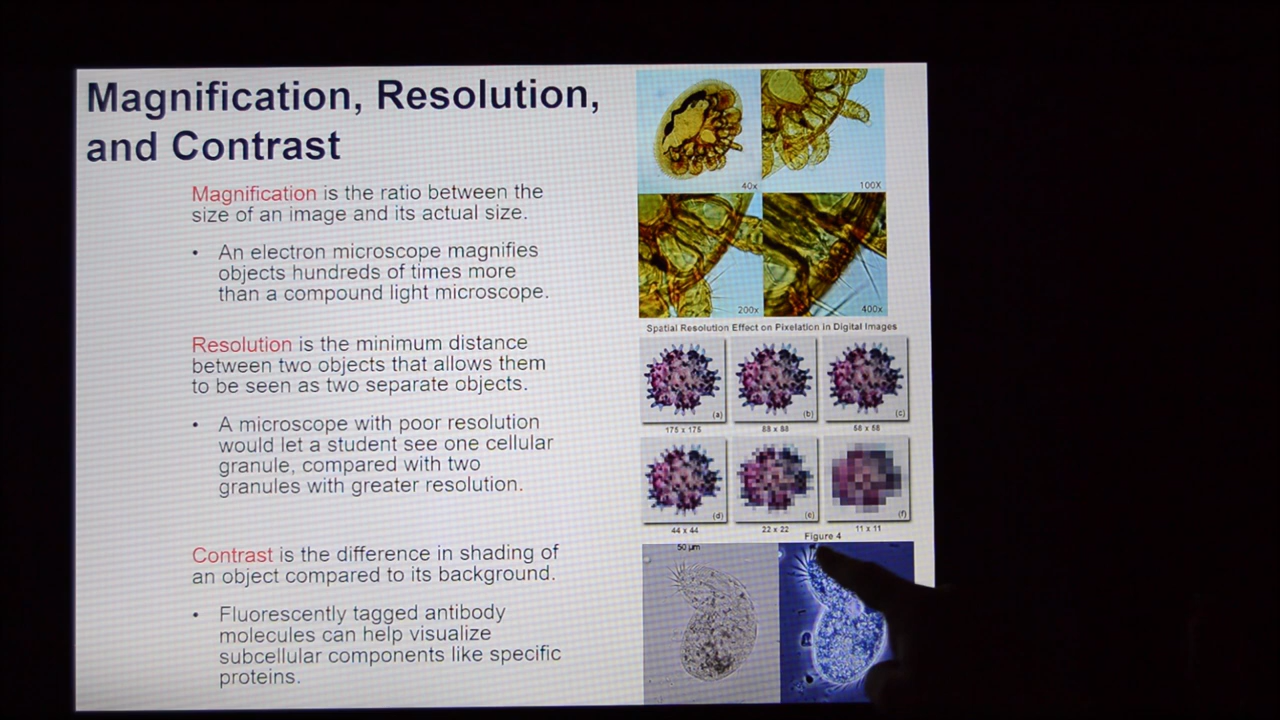 Magnification, Resolution,
and Contrast
Magnification is the ratio between the
size of an image and its actual size.
• An electron microscope magnifies
objects hundreds of times more
than a compound light microscope.
Resolution is the minimum distance
between two objects that allows them
to be seen as two separate objects.
• A microscope with poor resolution
would let a student see one cellular
granule, compared with two
granules with greater resolution.
Contrast is the difference in shading of
an object compared to its background.
• Fluorescently tagged antibody
molecules can help visualize
subcellular components like specific
proteins.
40x
100X
200x
400x
Spatial Resolution Effect on Pixelation in Digital Images
(a) (b) (c)
175 x 175 88 x 88 58 x 58
(d) (e) (f)
44 x 44 22 x 22 11 x 11
Figure 4
50 µm